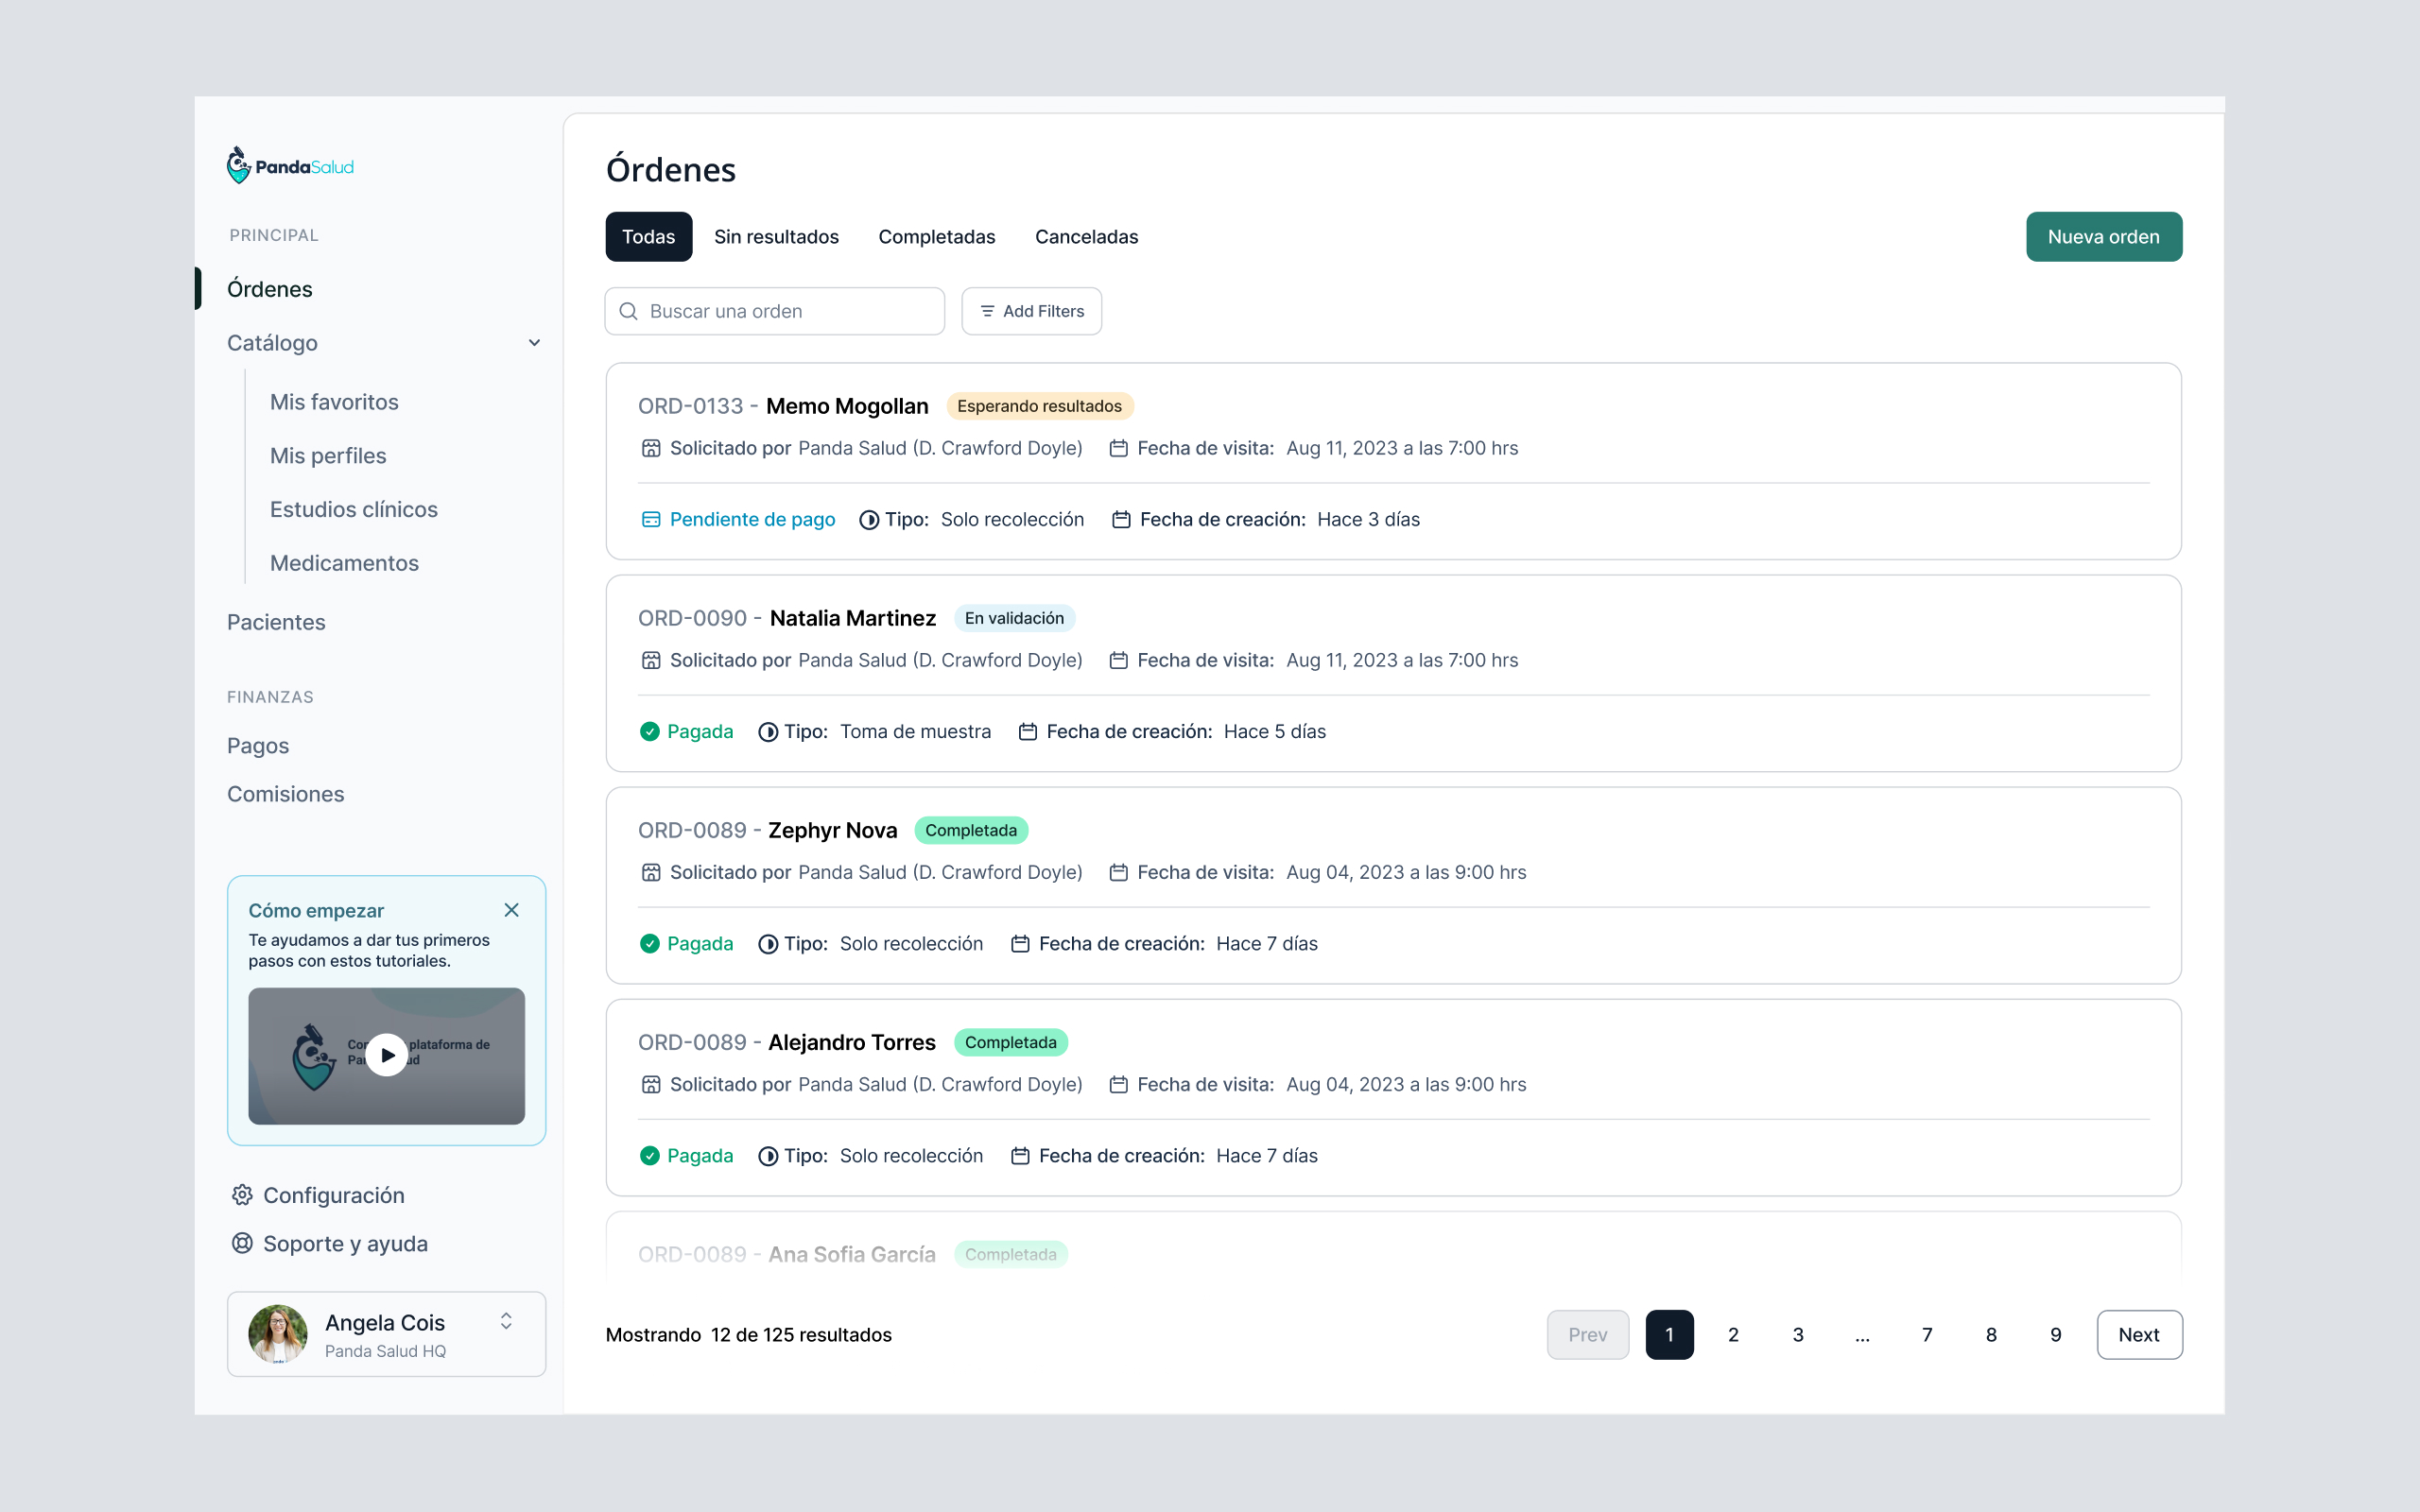 PandaSalud
PRINCIPAL
Órdenes
Catálogo
Mis favoritos
Mis perfiles
Estudios clínicos
Medicamentos
Pacientes
FINANZAS
Pagos
Comisiones
Cómo empezar
Te ayudamos a dar tus primeros
pasos con estos tutoriales.
plataforma de
Configuración
Soporte y ayuda
Angela Cois
Panda Salud HQ
Órdenes
Todas Sin resultados Completadas Canceladas Nueva orden
Buscar una orden Add Filters
ORD-0133 - Memo Mogollan Esperando resultados
Solicitado por Panda Salud (D. Crawford Doyle) Fecha de visita: Aug 11, 2023 a las 7:00 hrs
Pendiente de pago Tipo: Solo recolección Fecha de creación: Hace 3 días
ORD-0090 - Natalia Martinez En validación
Solicitado por Panda Salud (D. Crawford Doyle) Fecha de visita: Aug 11, 2023 a las 7:00 hrs
Pagada Tipo: Toma de muestra Fecha de creación: Hace 5 días
ORD-0089 - Zephyr Nova Completada
Solicitado por Panda Salud (D. Crawford Doyle) Fecha de visita: Aug 04, 2023 a las 9:00 hrs
Pagada Tipo: Solo recolección Fecha de creación: Hace 7 días
ORD-0089 - Alejandro Torres Completada
Solicitado por Panda Salud (D. Crawford Doyle) Fecha de visita: Aug 04, 2023 a las 9:00 hrs
Pagada Tipo: Solo recolección Fecha de creación: Hace 7 días
ORD-0089 - Ana Sofia García Completada
Mostrando 12 de 125 resultados Prev 1 2 3 ... 7 8 9 Next